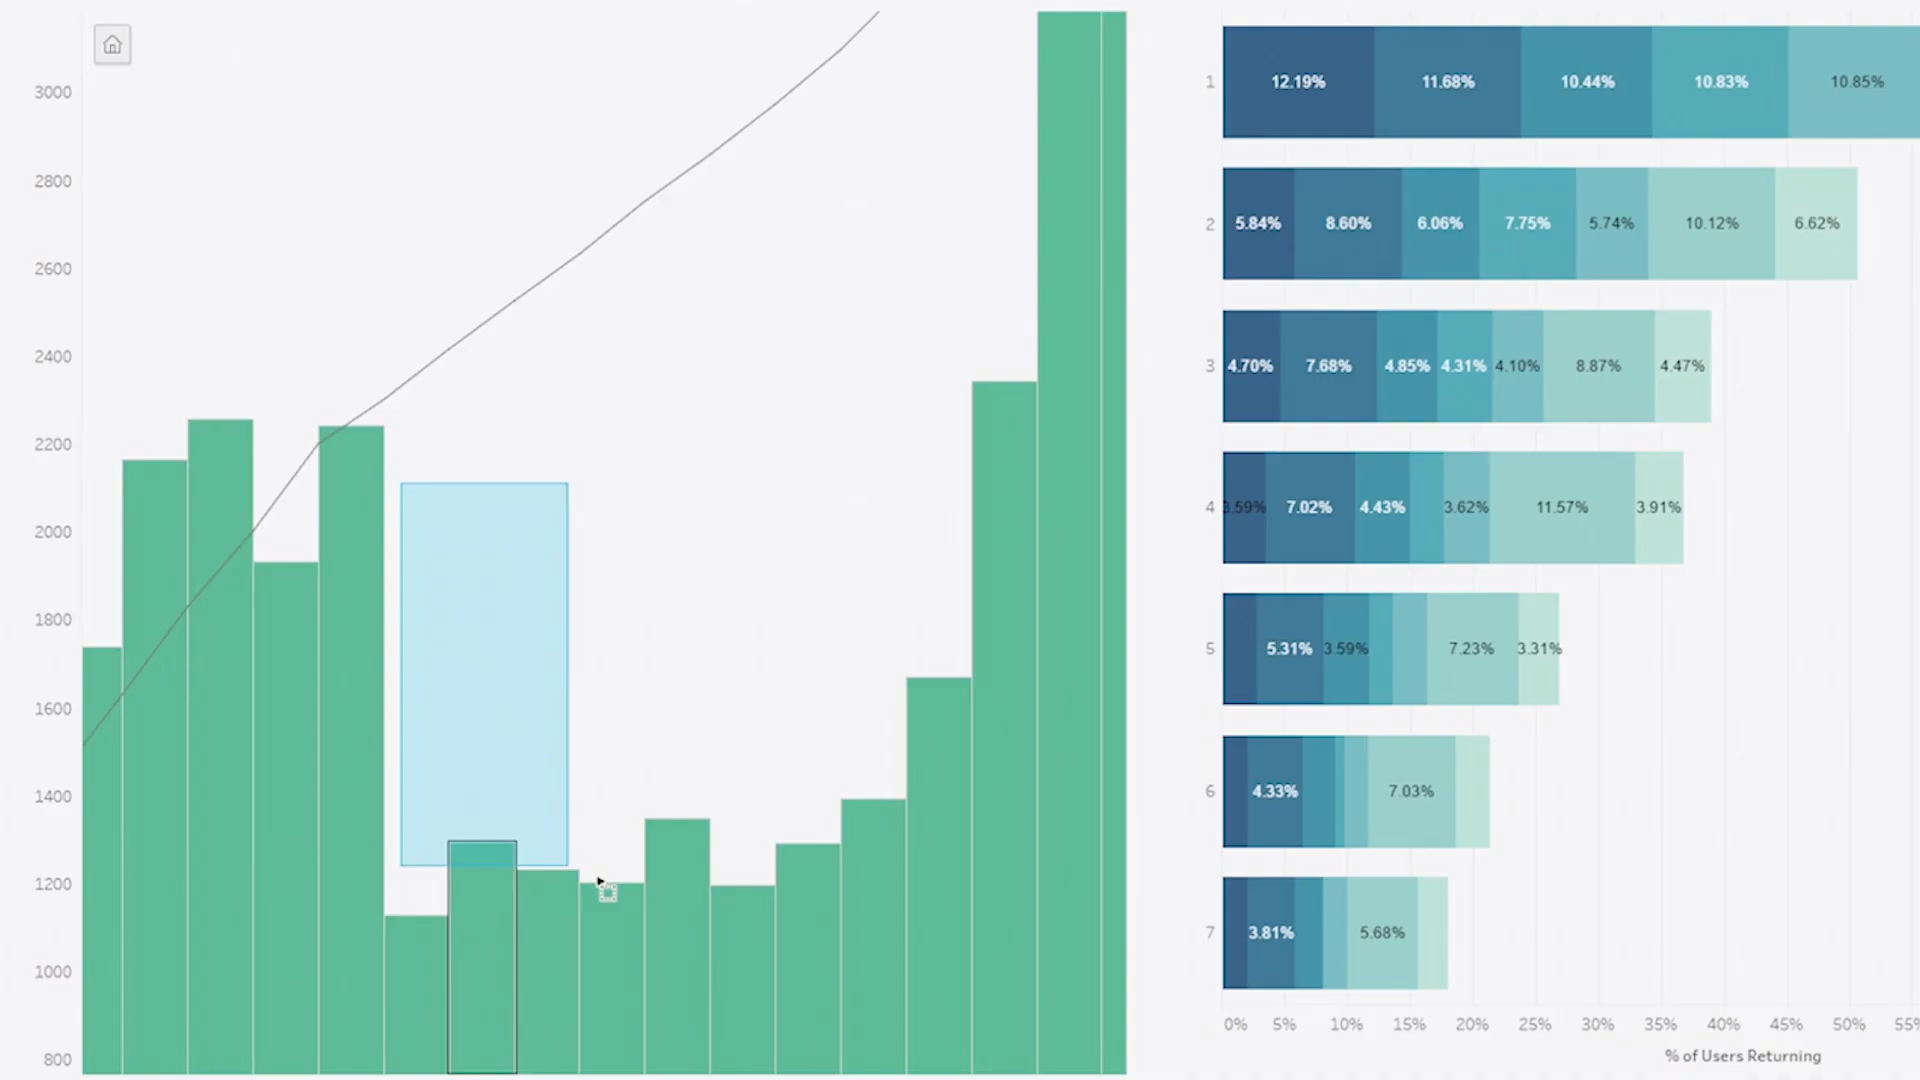 3000
2800
2600
2400
2200
2000
1800
1600
1400
1200
1000
800
1 12.19% 11.68% 10.44% 10.83% 10.85%
2 5.84% 8.60% 6.06% 7.75% 5.74% 10.12% 6.62%
3 4.70% 7.68% 4.85% 4.31% 4.10% 8.87% 4.47%
4 3.59% 7.02% 4.43% 3.62% 11.57% 3.91%
5 5.31% 3.59% 7.23% 3.31%
6 4.33% 7.03%
7 3.81% 5.68%
0% 5% 10% 15% 20% 25% 30% 35% 40% 45% 50% 55%
% of Users Returning